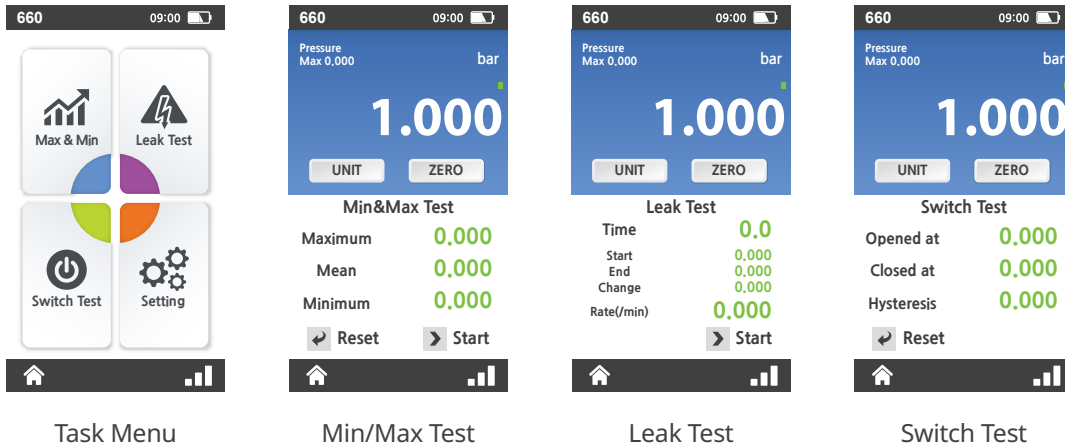 660 09:00
Max & Min
Leak Test
Switch Test
Setting
Task Menu
660 09:00
Pressure
Max 0.000
bar
1.000
UNIT ZERO
Min&Max Test
Maximum 0.000
Mean 0.000
Minimum 0.000
Reset Start
Min/Max Test
660 09:00
Pressure
Max 0.000
bar
1.000
UNIT ZERO
Leak Test
Time 0.0
Start 0.000
End 0.000
Change 0.000
Rate(/min) 0.000
Start
Leak Test
660 09:00
Pressure
Max 0.000
bar
1.000
UNIT ZERO
Switch Test
Opened at 0.000
Closed at 0.000
Hysteresis 0.000
Reset
Switch Test